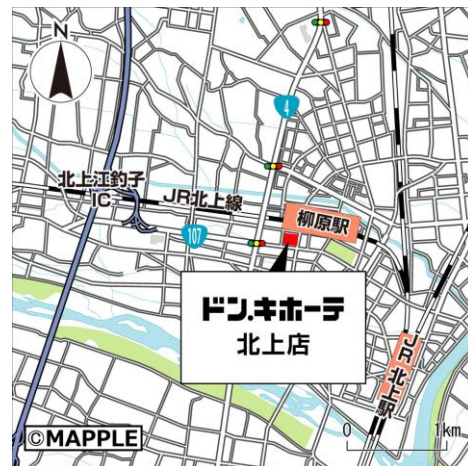 N
4
北上江釣子
IC
JR北上線
柳原駅
107
ドン.キホーテ
北上店
JR北上駅
©MAPPLE
0 1km